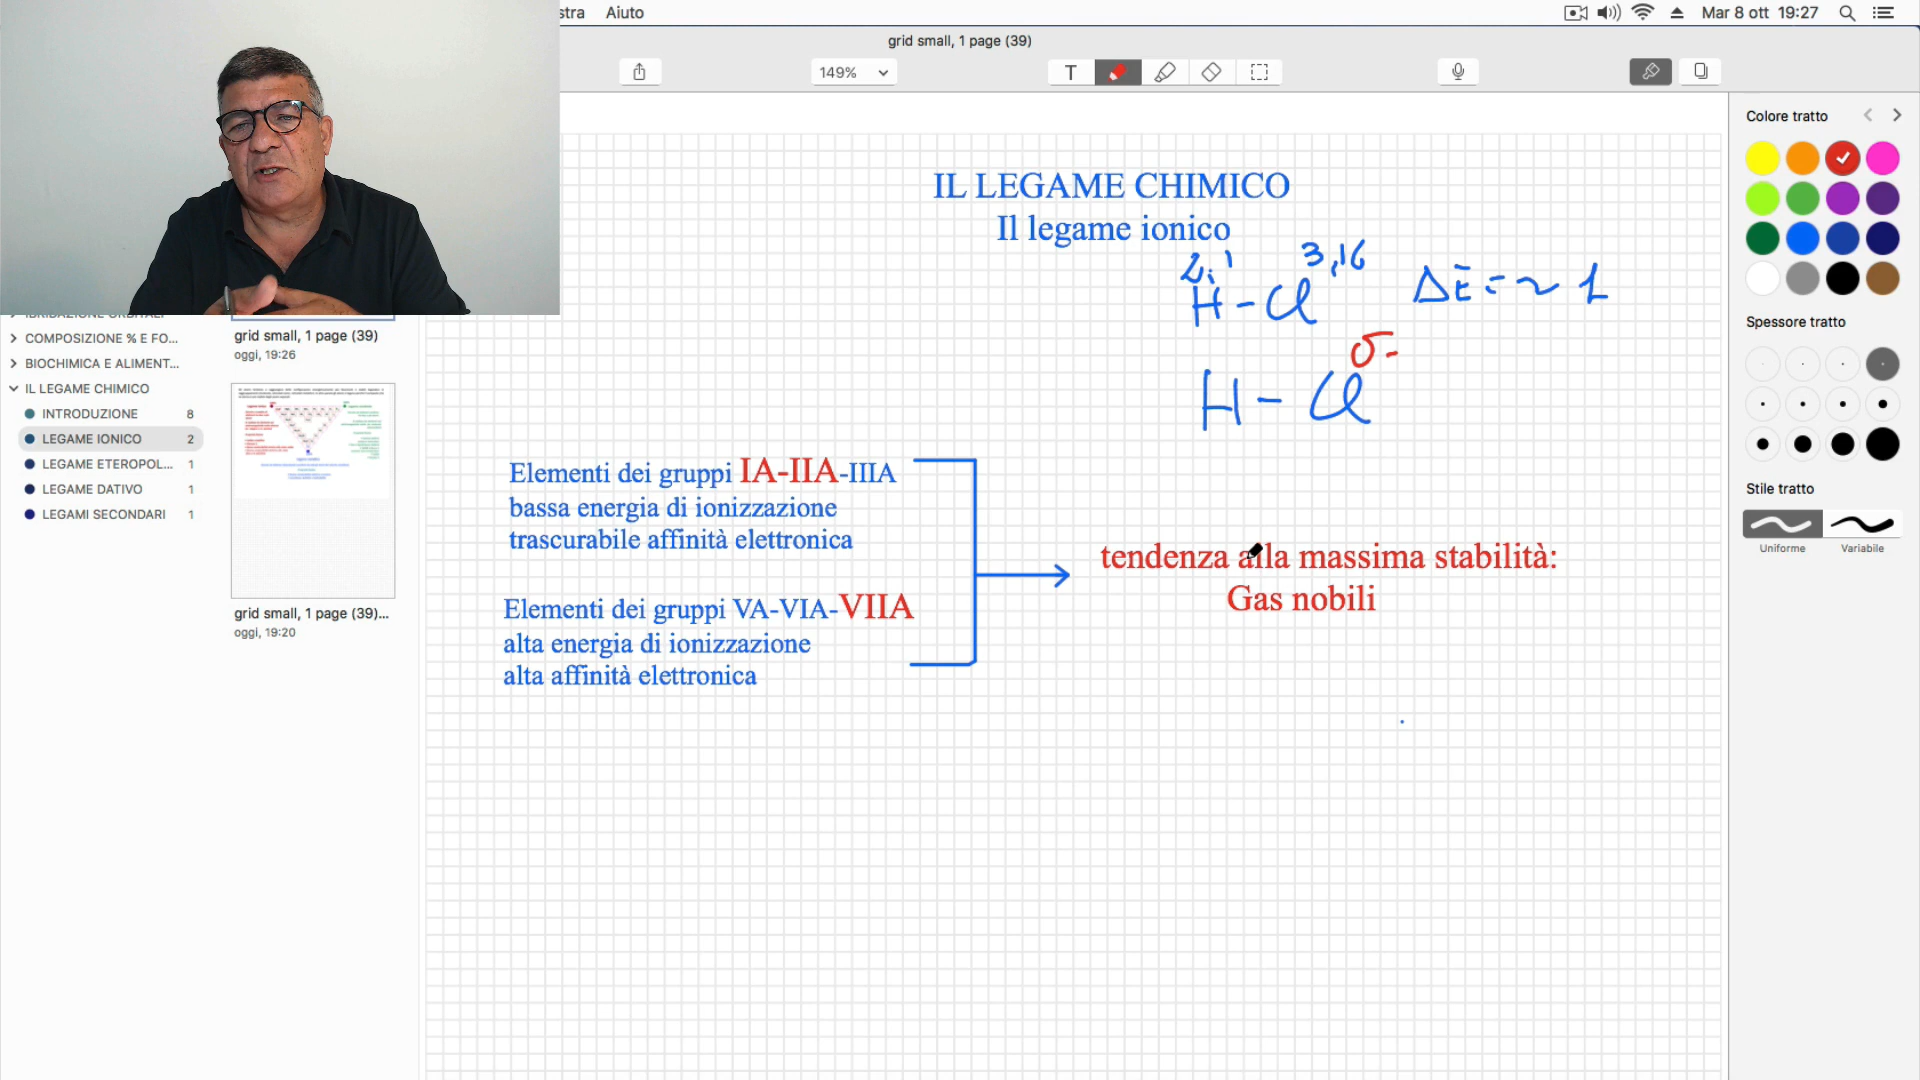 stra Aiuto
Mar 8 ott 19:27
grid small, 1 page (39)
149%
T
IL LEGAME CHIMICO
Il legame ionico
2,1 3,16
H - Cl ΔE = ~ 1
σ-
H - Cl
Elementi dei gruppi IA-IIA-IIIA
bassa energia di ionizzazione
trascurabile affinità elettronica
Elementi dei gruppi VA-VIA-VIIA
alta energia di ionizzazione
alta affinità elettronica
tendenza alla massima stabilità:
Gas nobili
COMPOSIZIONE % E FO...
BIOCHIMICA E ALIMENT...
IL LEGAME CHIMICO
INTRODUZIONE 8
LEGAME IONICO 2
LEGAME ETEROPOL... 1
LEGAME DATIVO 1
LEGAMI SECONDARI 1
grid small, 1 page (39)
oggi, 19:26
grid small, 1 page (39)...
oggi, 19:20
Colore tratto
Spessore tratto
Stile tratto
Uniforme Variabile